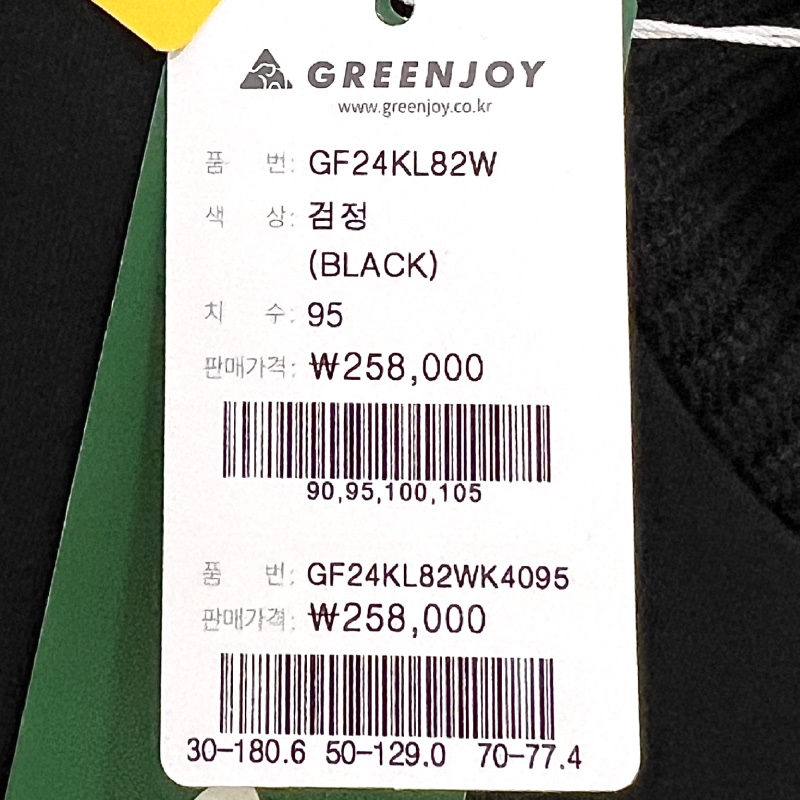 GREENJOY
www.greenjoy.co.kr
품 번: GF24KL82W
색 상: 검정
(BLACK)
치 수: 95
판매가격: ₩258,000
90,95,100,105
품 번: GF24KL82WK4095
판매가격: ₩258,000
30-180.6 50-129.0 70-77.4